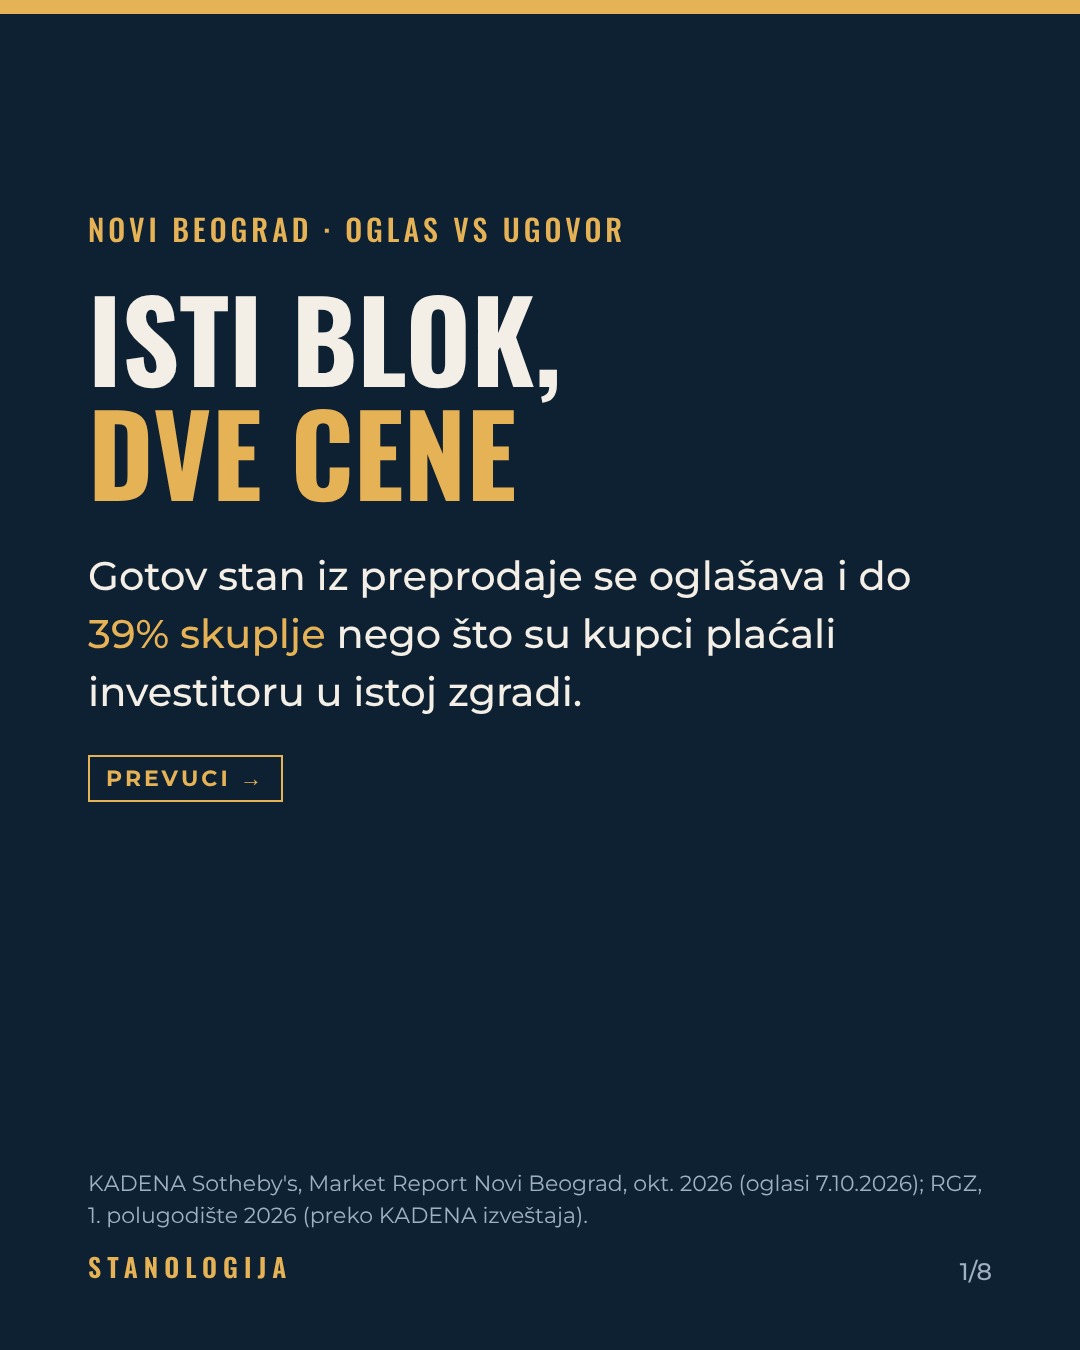 NOVI BEOGRAD · OGLAS VS UGOVOR
ISTI BLOK,
DVE CENE
Gotov stan iz preprodaje se oglašava i do
39% skuplje nego što su kupci plaćali
investitoru u istoj zgradi.
PREVUCI →
KADENA Sotheby's, Market Report Novi Beograd, okt. 2026 (oglasi 7.10.2026); RGZ,
1. polugodište 2026 (preko KADENA izveštaja).
STANOLOGIJA
1/8